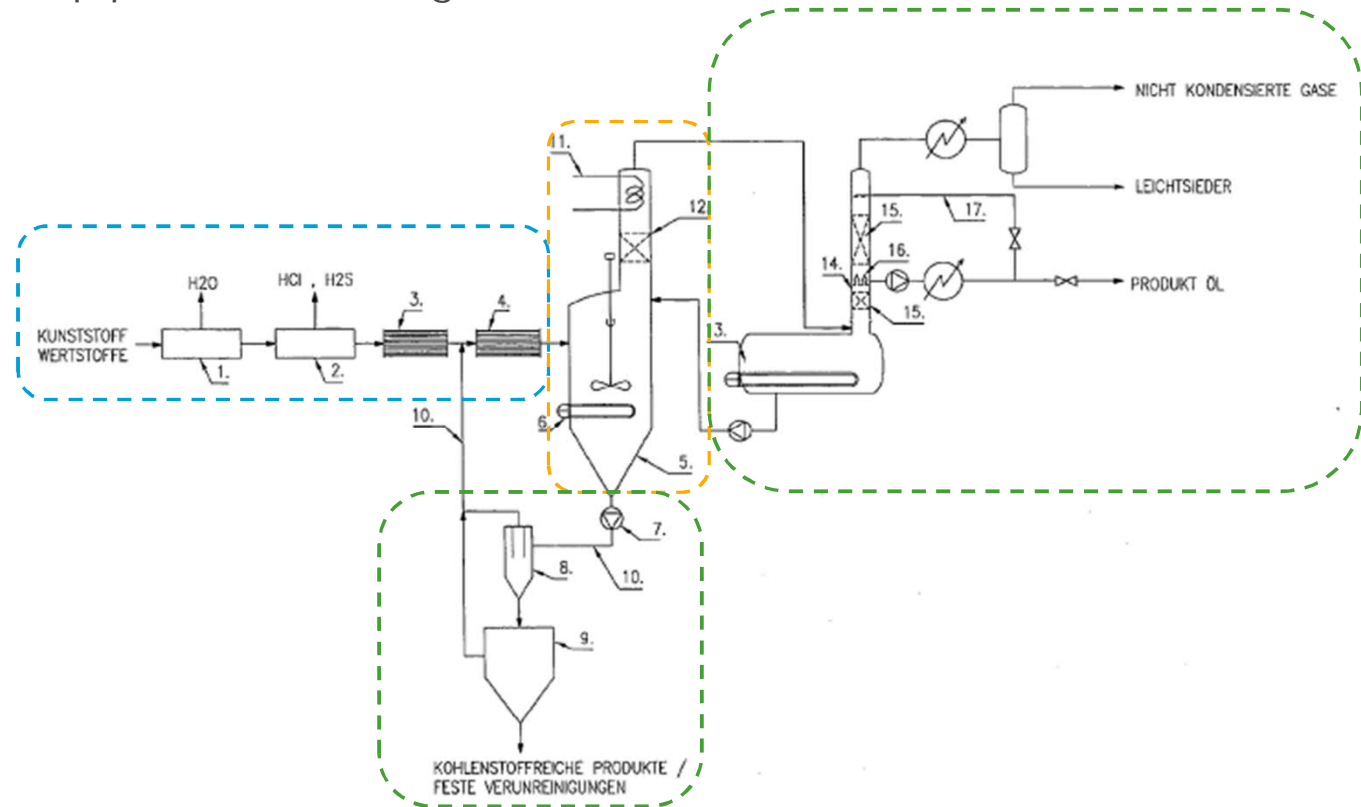 11.
NICHT KONDENSIERTE GASE
LEICHTSIEDER
12
15.
17.
16.
14.
PRODUKT ÖL
15.
H2O
HCl , H2S
3.
4.
KUNSTSTOFF
WERTSTOFFE
1.
2.
3.
10.
6.
5.
7.
8.
10.
9.
KOHLENSTOFFREICHE PRODUKTE /
FESTE VERUNREINIGUNGEN